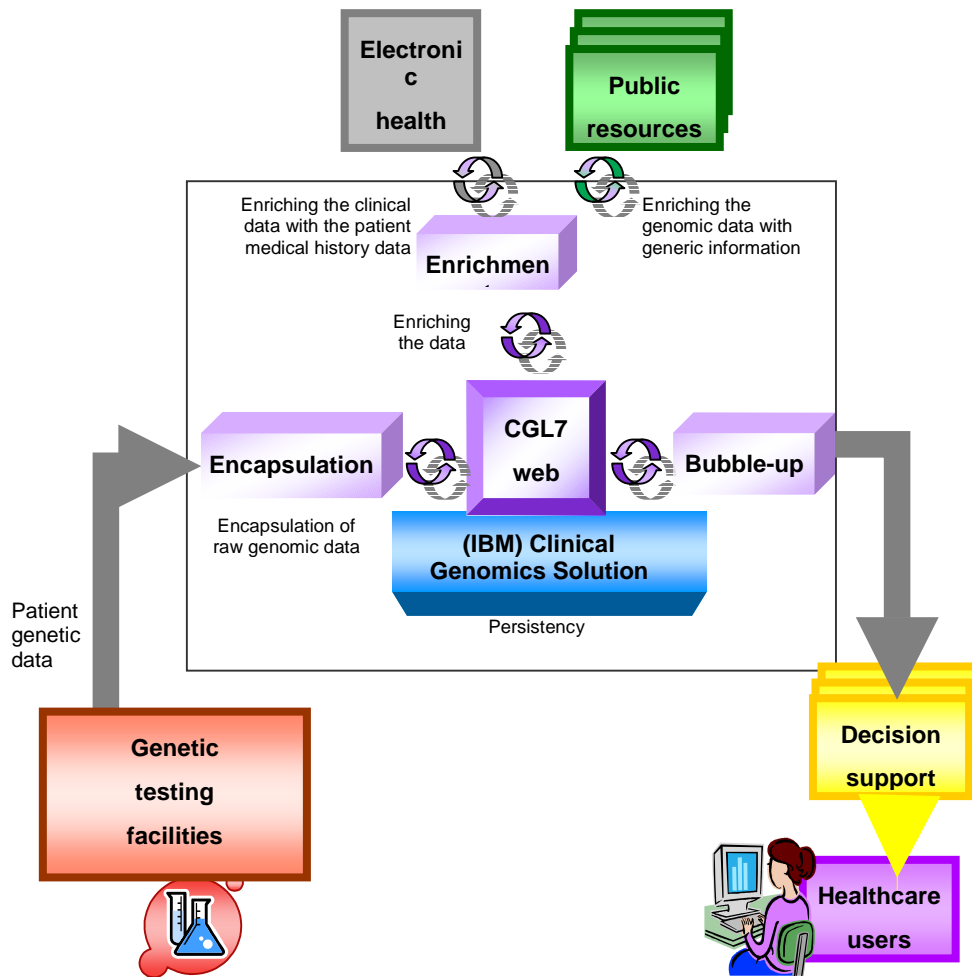 Electroni
c
health
Public
resources
Enriching the clinical
data with the patient
medical history data
Enriching the
genomic data with
generic information
Enrichmen
Enriching
the data
CGL7
web
Encapsulation
Bubble-up
Encapsulation of
raw genomic data
(IBM) Clinical
Genomics Solution
Persistency
Patient
genetic
data
Genetic
testing
facilities
Decision
support
Healthcare
users